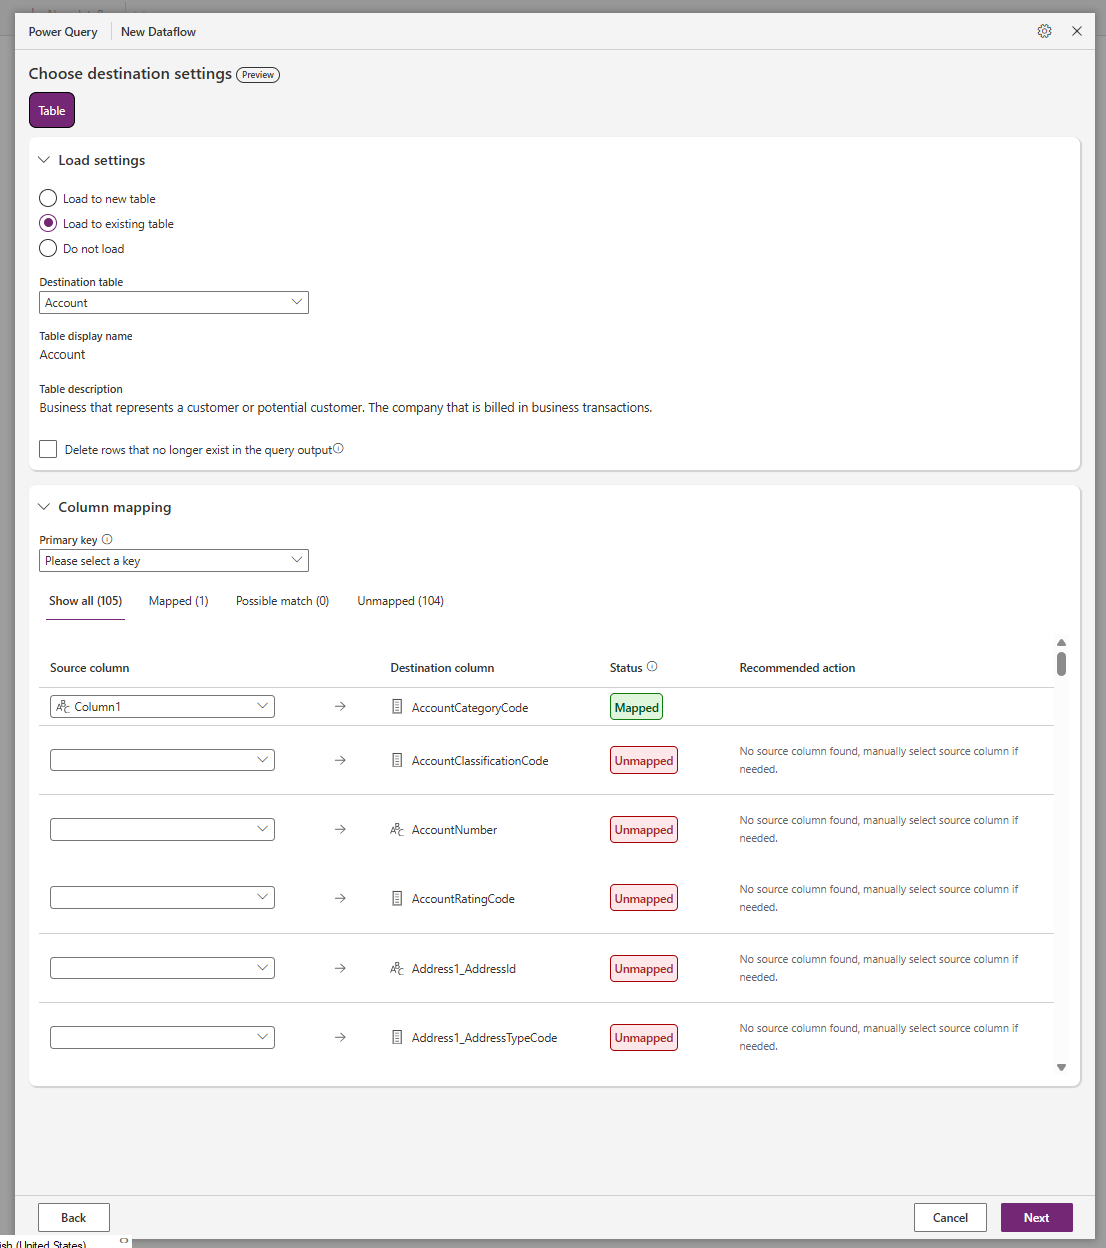 Power Query New Dataflow
Choose destination settings Preview
Table
Load settings
Load to new table
Load to existing table
Do not load
Destination table
Account
Table display name
Account
Table description
Business that represents a customer or potential customer. The company that is billed in business transactions.
Delete rows that no longer exist in the query output
Column mapping
Primary key
Please select a key
Show all (105) Mapped (1) Possible match (0) Unmapped (104)
Source column Destination column Status Recommended action
Column1 AccountCategoryCode Mapped
AccountClassificationCode Unmapped No source column found, manually select source column if
needed.
AccountNumber Unmapped No source column found, manually select source column if
needed.
AccountRatingCode Unmapped No source column found, manually select source column if
needed.
Address1_AddressId Unmapped No source column found, manually select source column if
needed.
Address1_AddressTypeCode Unmapped No source column found, manually select source column if
needed.
Back Cancel Next
(United States)